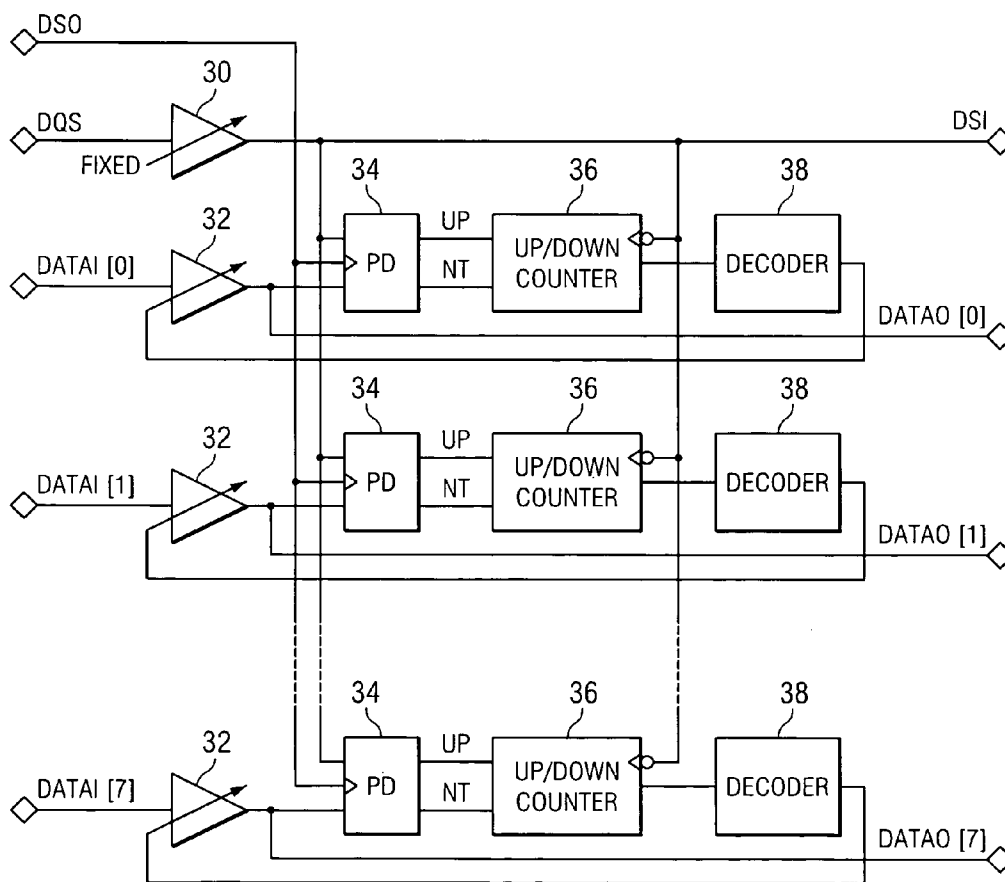 DSO
30
DQS
DSI
FIXED
34
36
38
32
UP
DATAI [0]
PD
UP/DOWN
COUNTER
DECODER
NT
DATAO [0]
34
36
38
32
UP
DATAI [1]
PD
UP/DOWN
COUNTER
DECODER
NT
DATAO [1]
34
36
38
32
UP
DATAI [7]
PD
UP/DOWN
COUNTER
DECODER
NT
DATAO [7]